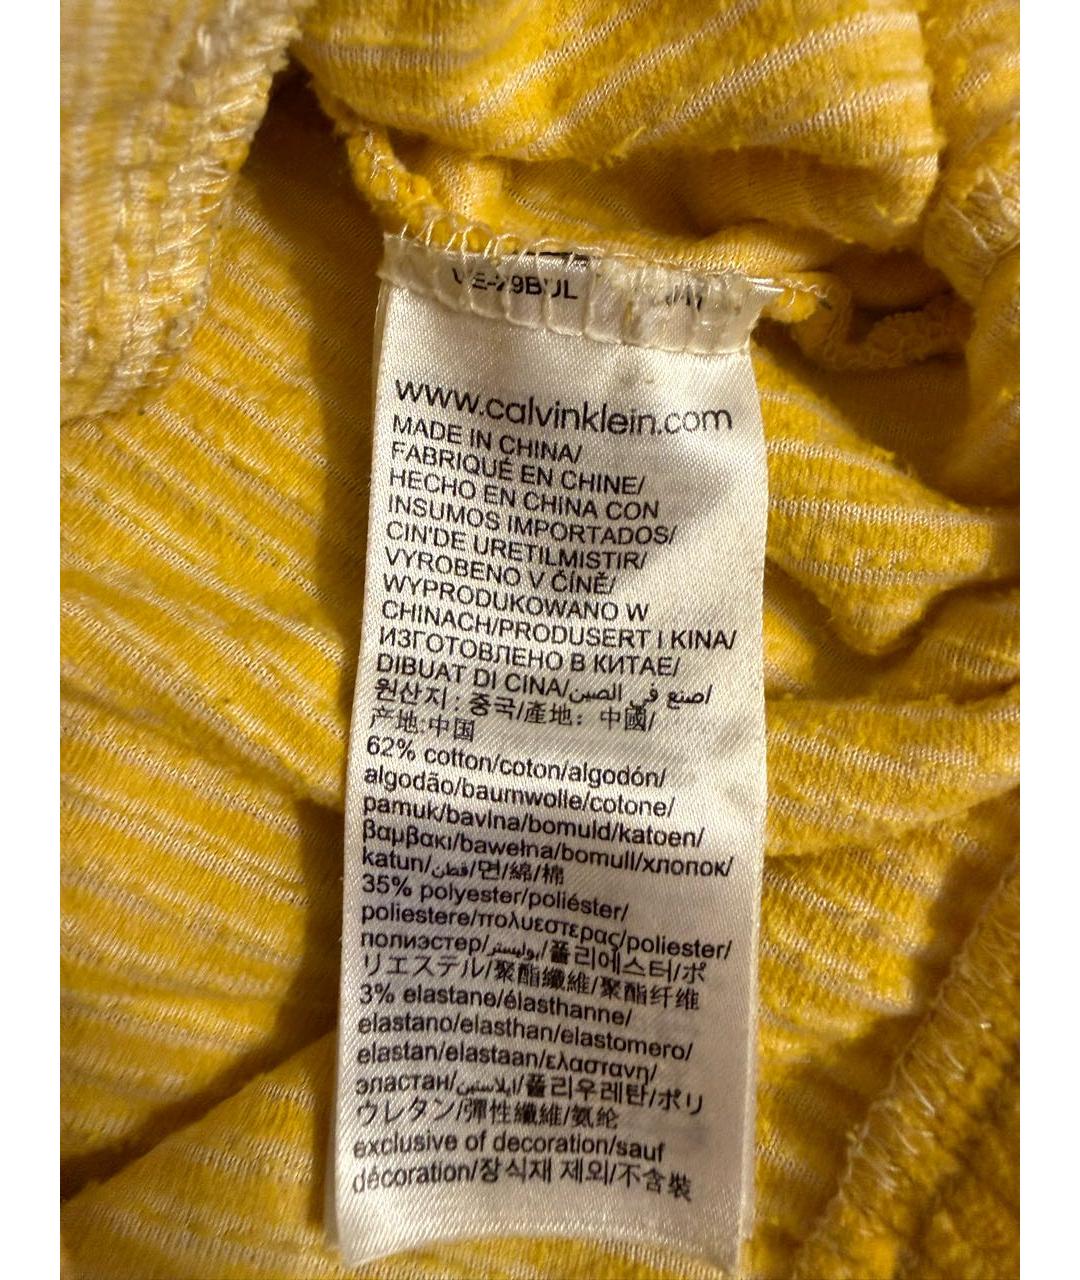 www.calvinklein.com
MADE IN CHINA/
FABRIQUÉ EN CHINE/
HECHO EN CHINA CON
INSUMOS IMPORTADOS/
CIN'DE URETILMISTIR/
VYROBENO V ČÍNĚ/
WYPRODUKOWANO W
CHINACH/PRODUSERT I KINA/
ИЗГОТОВЛЕНО В КИТАЕ/
DIBUAT DI CINA/صنع في الصين/
원산지: 중국/產地: 中國/
产地:中国
62% cotton/coton/algodón/
algodão/baumwolle/cotone/
pamuk/bavlna/bomuld/katoen/
βαμβακι/bawełna/bomull/хлопок/
katun/قطن/면/綿/棉
35% polyester/poliéster/
poliestere/πολυεστερας/poliester/
полиэстер/بوليستر/폴리에스터/ポ
リエステル/聚酯纖維/聚酯纤维
3% elastane/élasthanne/
elastano/elasthan/elastomero/
elastan/elastaan/ελαστανη/
эластан/ايلاستين/폴리우레탄/ポリ
ウレタン/彈性纖維/氨纶
exclusive of decoration/sauf
décoration/장식재 제외/不含裝